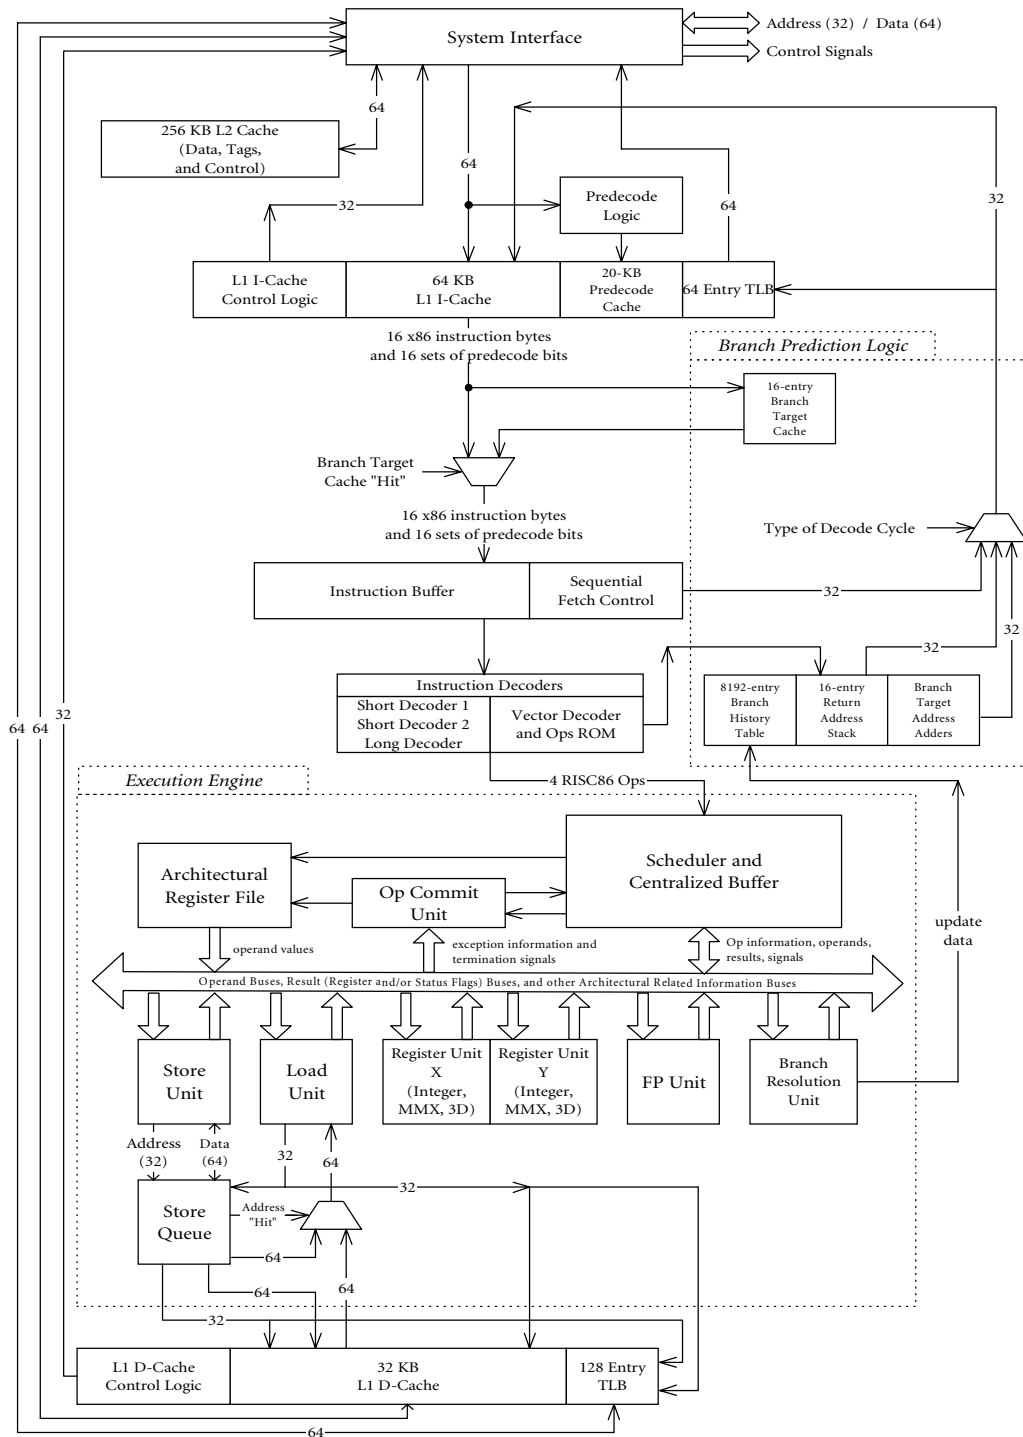 System Interface
Address (32) / Data (64)
Control Signals
64
256 KB L2 Cache
(Data, Tags,
and Control)
64
32
Predecode
Logic
64
32
L1 I-Cache
Control Logic
64 KB
L1 I-Cache
20-KB
Predecode
Cache
64 Entry TLB
16 x86 instruction bytes
and 16 sets of predecode bits
Branch Prediction Logic
16-entry
Branch
Target
Cache
Branch Target
Cache "Hit"
16 x86 instruction bytes
and 16 sets of predecode bits
Type of Decode Cycle
Instruction Buffer
Sequential
Fetch Control
32
32
32
Instruction Decoders
Short Decoder 1
Short Decoder 2
Long Decoder
Vector Decoder
and Ops ROM
8192-entry
Branch
History
Table
16-entry
Return
Address
Stack
Branch
Target
Address
Adders
64
64
32
Execution Engine
4 RISC86 Ops
Architectural
Register File
Op Commit
Unit
Scheduler and
Centralized Buffer
update
data
operand values
exception information and
termination signals
Op information, operands,
results, signals
Operand Buses, Result (Register and/or Status Flags) Buses, and other Architectural Related Information Buses
Store
Unit
Load
Unit
Register Unit
X
(Integer,
MMX, 3D)
Register Unit
Y
(Integer,
MMX, 3D)
FP Unit
Branch
Resolution
Unit
Address
(32)
Data
(64)
32
64
32
Store
Queue
Address
"Hit"
64
64
64
32
L1 D-Cache
Control Logic
32 KB
L1 D-Cache
128 Entry
TLB
64